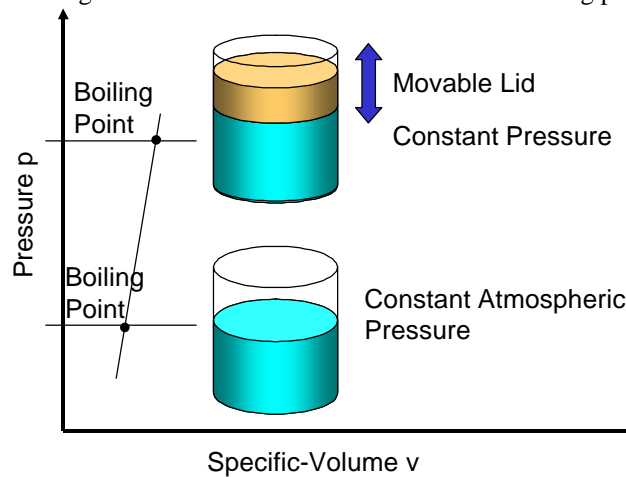 Boiling
Point
Movable Lid
Constant Pressure
Pressure p
Boiling
Point
Constant Atmospheric
Pressure
Specific-Volume v